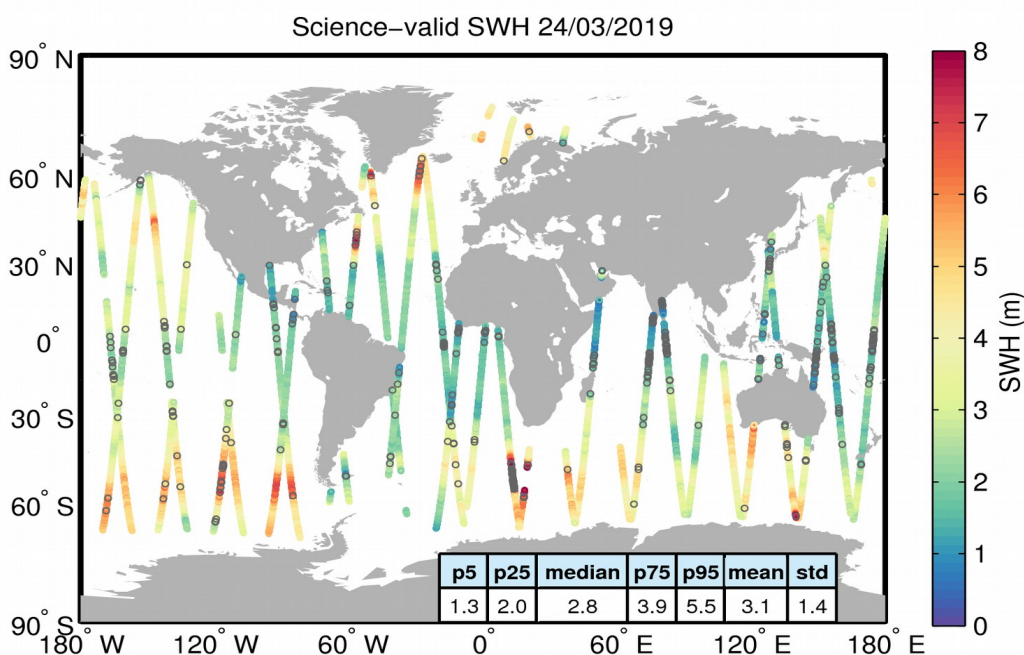 Science−valid SWH 24/03/2019
90° N
60° N
30° N
0°
30° S
60° S
90° S
180° W
120° W
60° W
0°
60° E
120° E
180° E
p5 p25 median p75 p95 mean std
1.3 2.0 2.8 3.9 5.5 3.1 1.4
8
7
6
5
4
3
2
1
0
SWH (m)